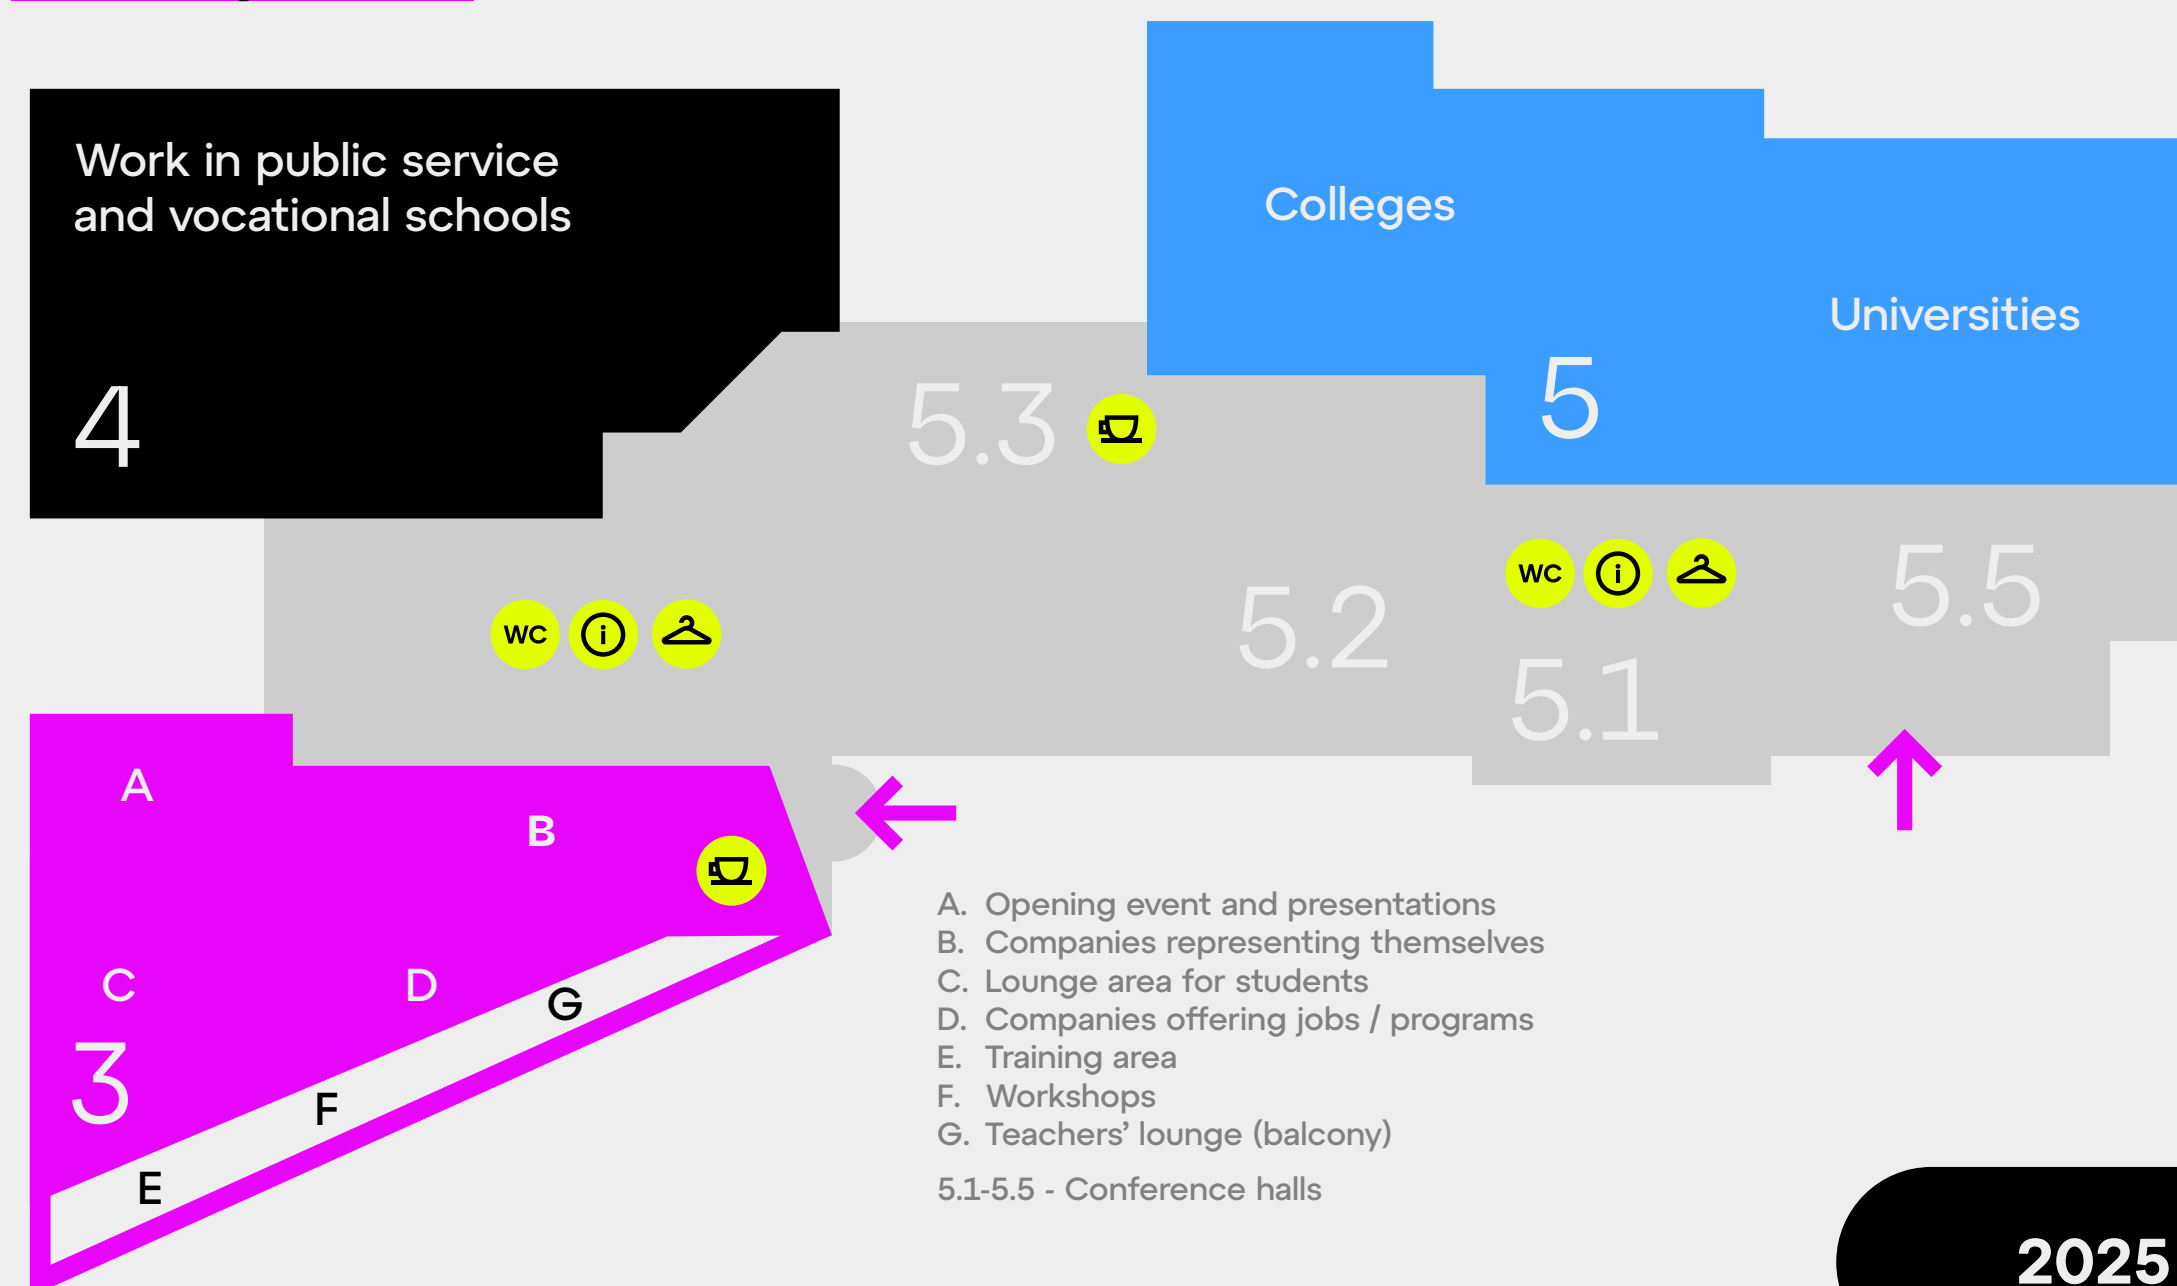 Work in public service
and vocational schools
4
Colleges
Universities
5
5.3
WC i
5.2
WC i
5.5
5.1
A
B
C
D
3
G
F
E
A. Opening event and presentations
B. Companies representing themselves
C. Lounge area for students
D. Companies offering jobs / programs
E. Training area
F. Workshops
G. Teachers’ lounge (balcony)
5.1-5.5 - Conference halls
2025